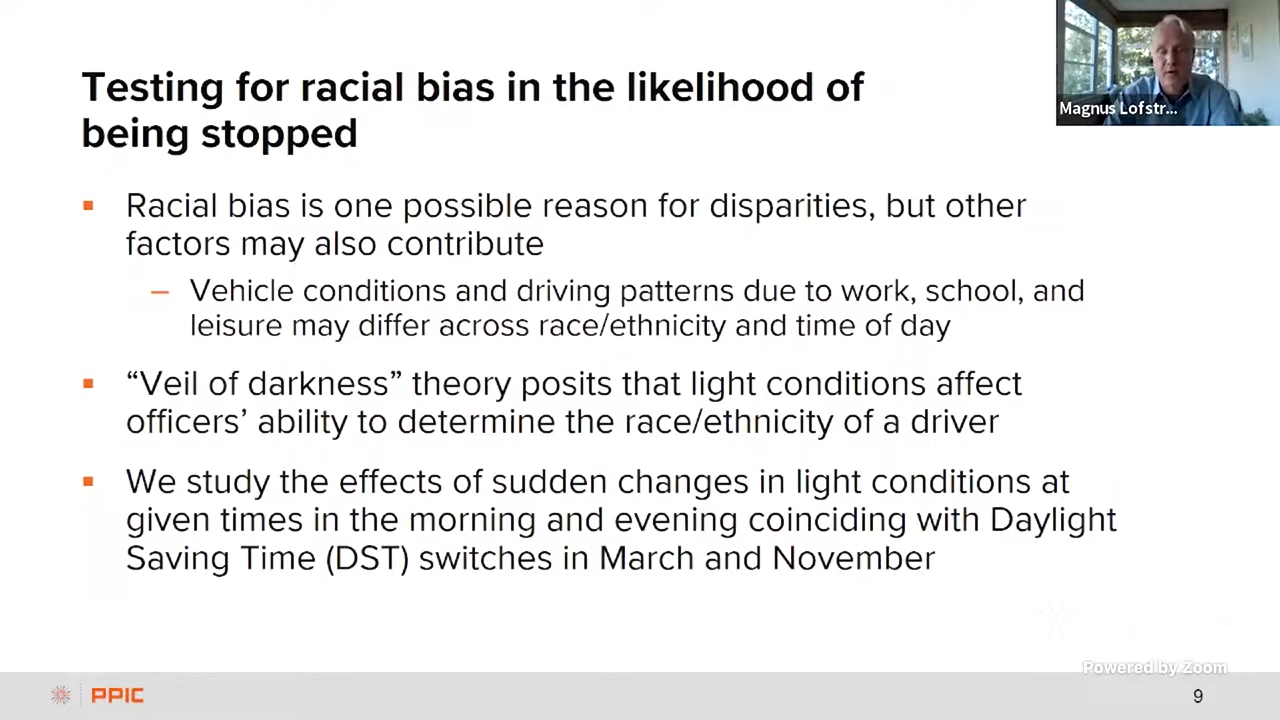 Testing for racial bias in the likelihood of
being stopped
Magnus Lofstr...
▪ Racial bias is one possible reason for disparities, but other
factors may also contribute
– Vehicle conditions and driving patterns due to work, school, and
leisure may differ across race/ethnicity and time of day
▪ “Veil of darkness” theory posits that light conditions affect
officers’ ability to determine the race/ethnicity of a driver
▪ We study the effects of sudden changes in light conditions at
given times in the morning and evening coinciding with Daylight
Saving Time (DST) switches in March and November
Powered by Zoom
PPIC
9